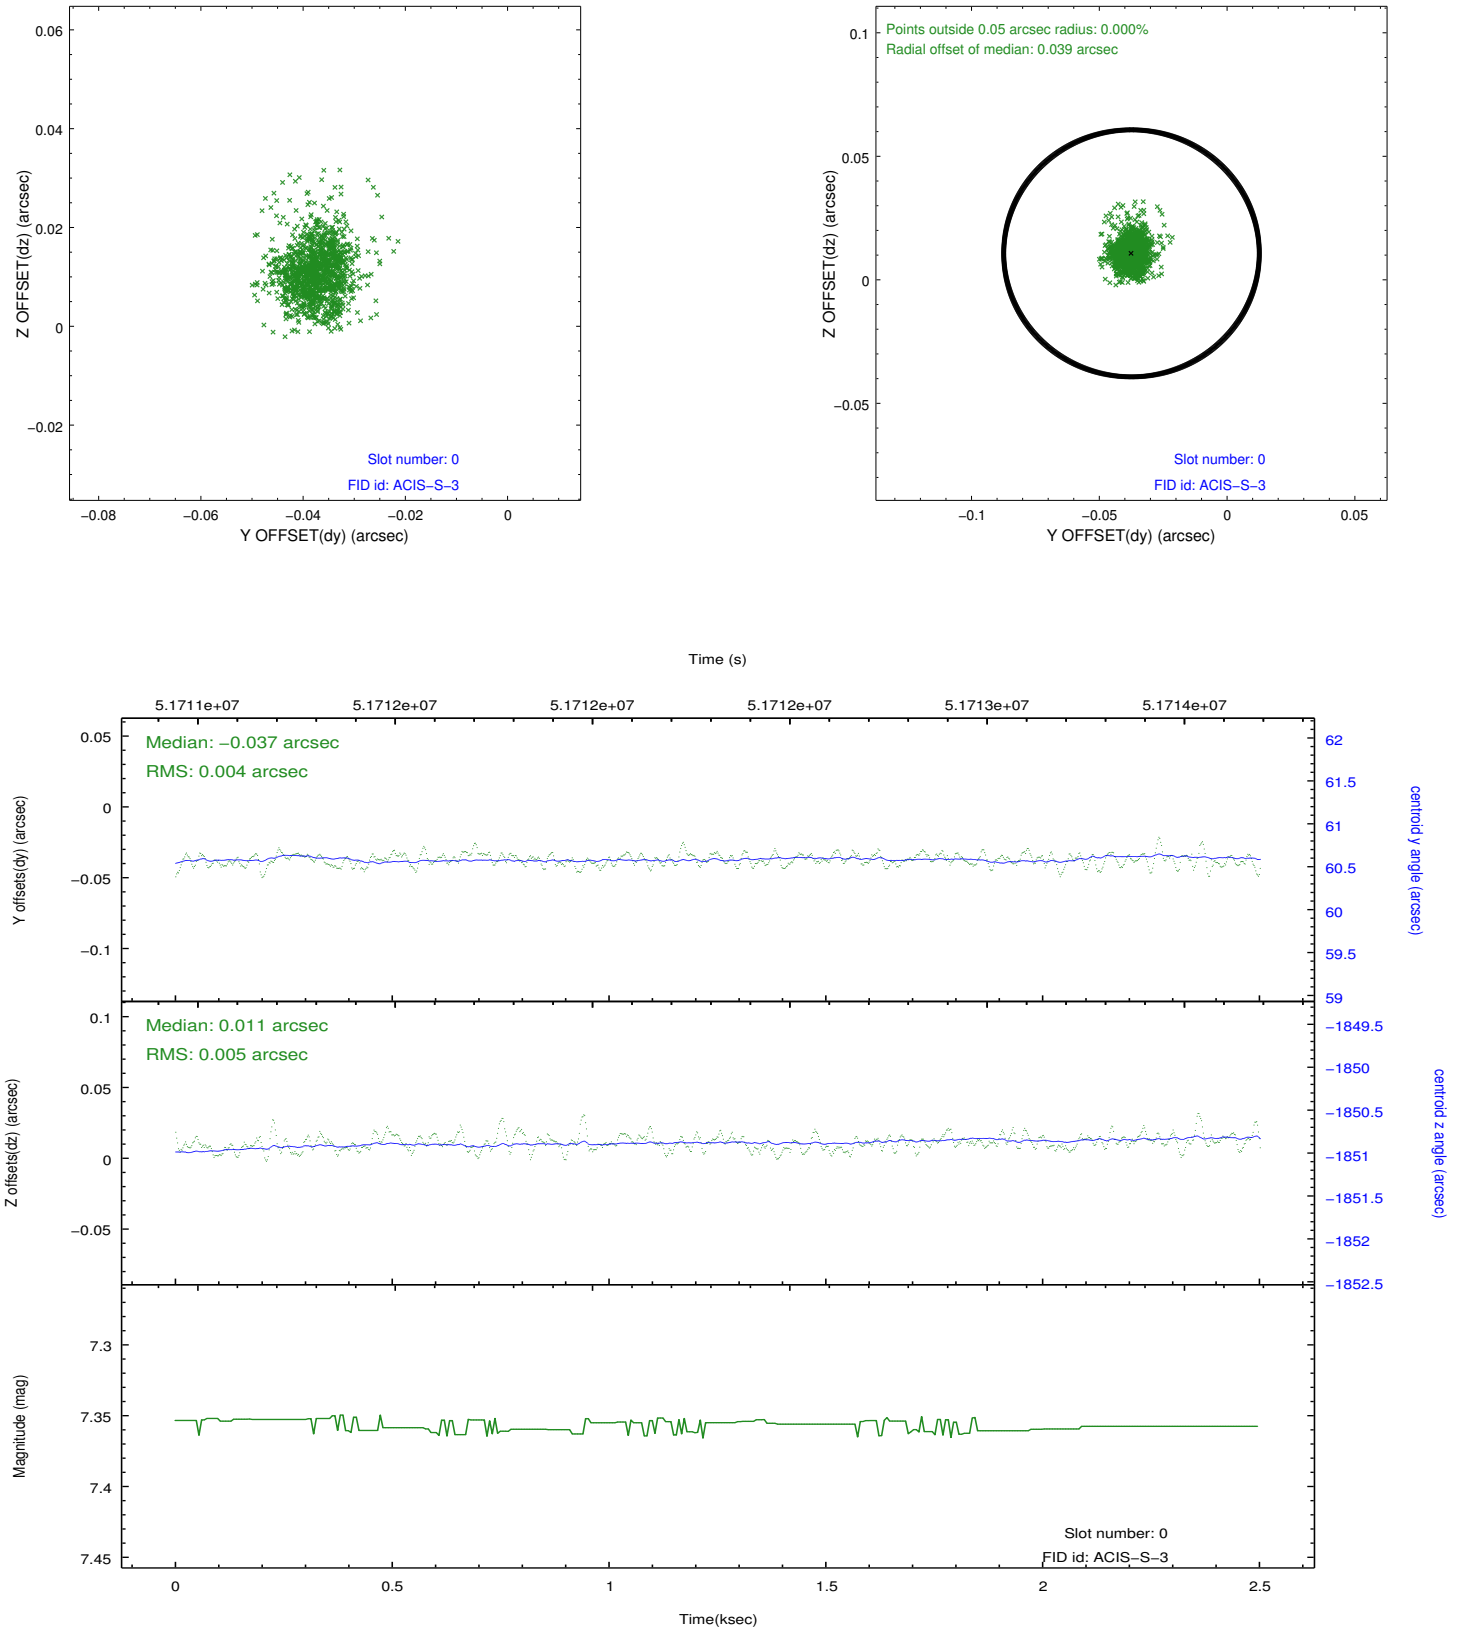 0.06
0.04
0.02
0
−0.02
Z OFFSET(dz) (arcsec)
Slot number: 0
FID id: ACIS−S−3
−0.08 −0.06 −0.04 −0.02 0
Y OFFSET(dy) (arcsec)
Points outside 0.05 arcsec radius: 0.000%
Radial offset of median: 0.039 arcsec
0.1
0.05
0
−0.05
Z OFFSET(dz) (arcsec)
Slot number: 0
FID id: ACIS−S−3
−0.1 −0.05 0 0.05
Y OFFSET(dy) (arcsec)
Time (s)
5.1711e+07 5.1712e+07 5.1712e+07 5.1712e+07 5.1713e+07 5.1714e+07
Median: −0.037 arcsec
RMS: 0.004 arcsec
0.05
0
−0.05
−0.1
Y offsets(dy) (arcsec)
62
61.5
61
60.5
60
59.5
59
centroid y angle (arcsec)
Median: 0.011 arcsec
RMS: 0.005 arcsec
0.1
0.05
0
−0.05
Z offsets(dz) (arcsec)
−1849.5
−1850
−1850.5
−1851
−1851.5
−1852
−1852.5
centroid z angle (arcsec)
7.3
7.35
7.4
7.45
Magnitude (mag)
Slot number: 0
FID id: ACIS−S−3
0 0.5 1 1.5 2 2.5
Time(ksec)